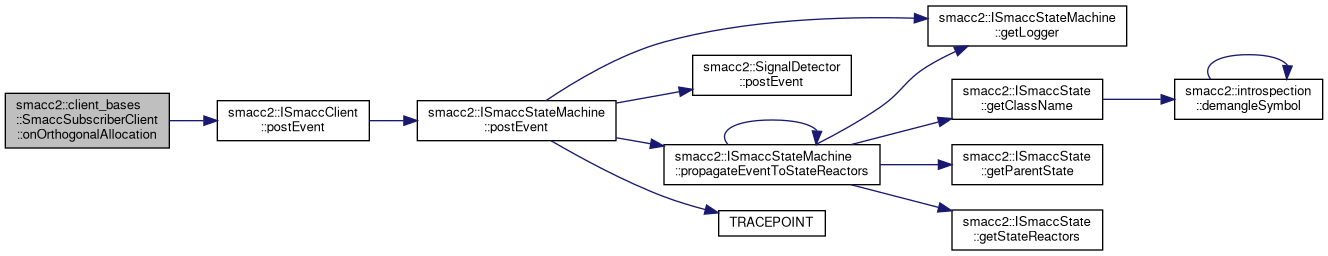 smacc2::client_bases
::SmaccSubscriberClient
::onOrthogonalAllocation
smacc2::ISmaccClient
::postEvent
smacc2::ISmaccStateMachine
::postEvent
smacc2::ISmaccStateMachine
::getLogger
smacc2::SignalDetector
::postEvent
smacc2::ISmaccStateMachine
::propagateEventToStateReactors
TRACEPOINT
smacc2::ISmaccState
::getClassName
smacc2::ISmaccState
::getParentState
smacc2::ISmaccState
::getStateReactors
smacc2::introspection
::demangleSymbol